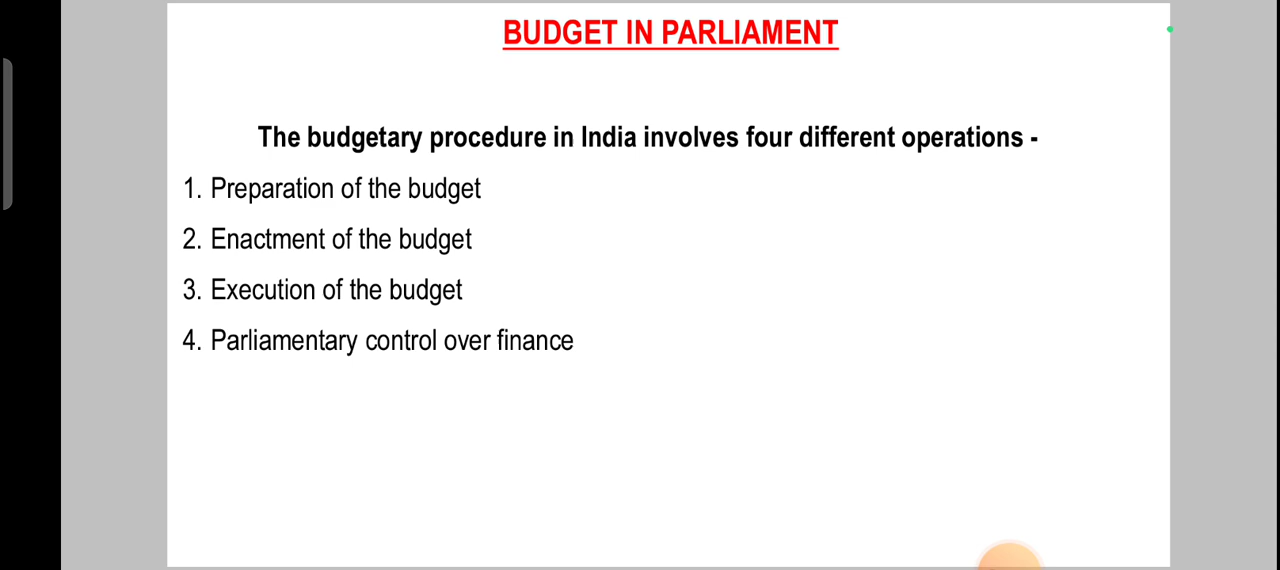 BUDGET IN PARLIAMENT
The budgetary procedure in India involves four different operations -
1. Preparation of the budget
2. Enactment of the budget
3. Execution of the budget
4. Parliamentary control over finance